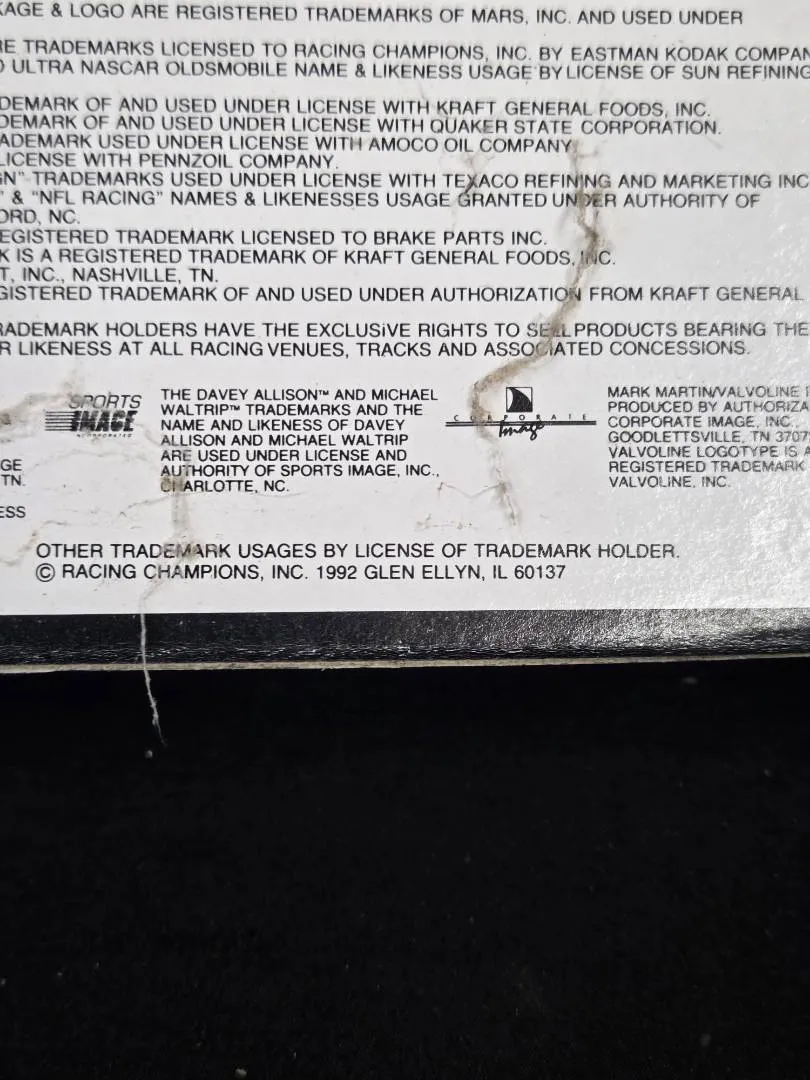 KAGE & LOGO ARE REGISTERED TRADEMARKS OF MARS, INC. AND USED UNDER
RE TRADEMARKS LICENSED TO RACING CHAMPIONS, INC. BY EASTMAN KODAK COMPAN
D ULTRA NASCAR OLDSMOBILE NAME & LIKENESS USAGE BY LICENSE OF SUN REFINING
DEMARK OF AND USED UNDER LICENSE WITH KRAFT GENERAL FOODS, INC.
DEMARK OF AND USED UNDER LICENSE WITH QUAKER STATE CORPORATION.
ADEMARK USED UNDER LICENSE WITH AMOCO OIL COMPANY
LICENSE WITH PENNZOIL COMPANY.
GN" TRADEMARKS USED UNDER LICENSE WITH TEXACO REFINING AND MARKETING INC
" & "NFL RACING" NAMES & LIKENESSES USAGE GRANTED UNDER AUTHORITY OF
ORD, NC.
EGISTERED TRADEMARK LICENSED TO BRAKE PARTS INC.
K IS A REGISTERED TRADEMARK OF KRAFT GENERAL FOODS, INC.
T, INC., NASHVILLE, TN.
GISTERED TRADEMARK OF AND USED UNDER AUTHORIZATION FROM KRAFT GENERAL
RADEMARK HOLDERS HAVE THE EXCLUSIVE RIGHTS TO SELL PRODUCTS BEARING THE
R LIKENESS AT ALL RACING VENUES, TRACKS AND ASSOCIATED CONCESSIONS.
GE
TN.
ESS
SPORTS
IMAGE
INCORPORATED
THE DAVEY ALLISON™ AND MICHAEL
WALTRIP™ TRADEMARKS AND THE
NAME AND LIKENESS OF DAVEY
ALLISON AND MICHAEL WALTRIP
ARE USED UNDER LICENSE AND
AUTHORITY OF SPORTS IMAGE, INC.,
CHARLOTTE, NC.
CORPORATE
Image
MARK MARTIN/VALVOLINE
PRODUCED BY AUTHORIZA
CORPORATE IMAGE, INC.,
GOODLETTSVILLE, TN 3707
VALVOLINE LOGOTYPE IS A
REGISTERED TRADEMARK
VALVOLINE, INC.
OTHER TRADEMARK USAGES BY LICENSE OF TRADEMARK HOLDER.
© RACING CHAMPIONS, INC. 1992 GLEN ELLYN, IL 60137